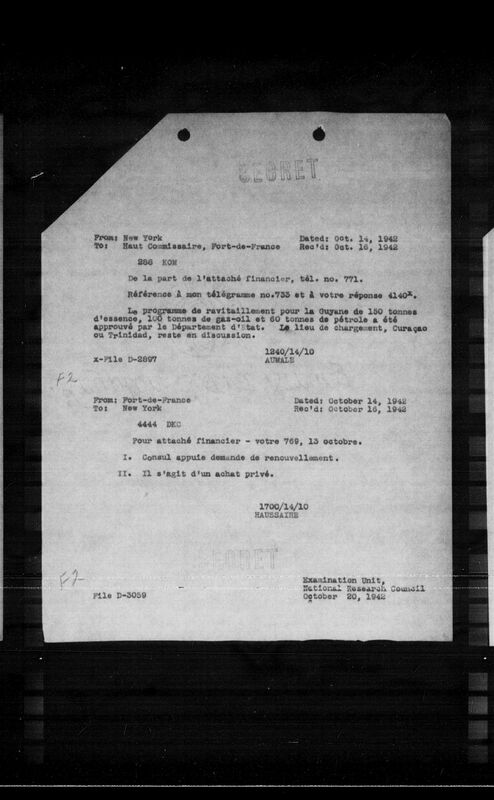 SECRET
From: New York Dated: Oct. 14, 1942
To: Haut Commissaire, Fort-de-France Rec'd: Oct. 16, 1942
286 KOM
De la part de l'attaché financier, tél. no. 771.
Référence à mon télégramme no.733 et à votre réponse 4140x.
Le programme de ravitaillement pour la Guyane de 150 tonnes
d'essence, 100 tonnes de gas-oil et 60 tonnes de pétrole a été
approuvé par le Département d'Etat. Le lieu de chargement, Curaçao
ou Trinidad, reste en discussion.
1240/14/10
x-File D-2897 AUMALE
F2
From: Fort-de-France Dated: October 14, 1942
To: New York Rec'd: October 16, 1942
4444 DKC
Pour attaché financier - votre 769, 13 octobre.
I. Consul appuie demande de renouvellement.
II. Il s'agit d'un achat privé.
1700/14/10
HAUSSAIRE
SECRET
F2
Examination Unit,
National Research Council
File D-3059 October 20, 1942